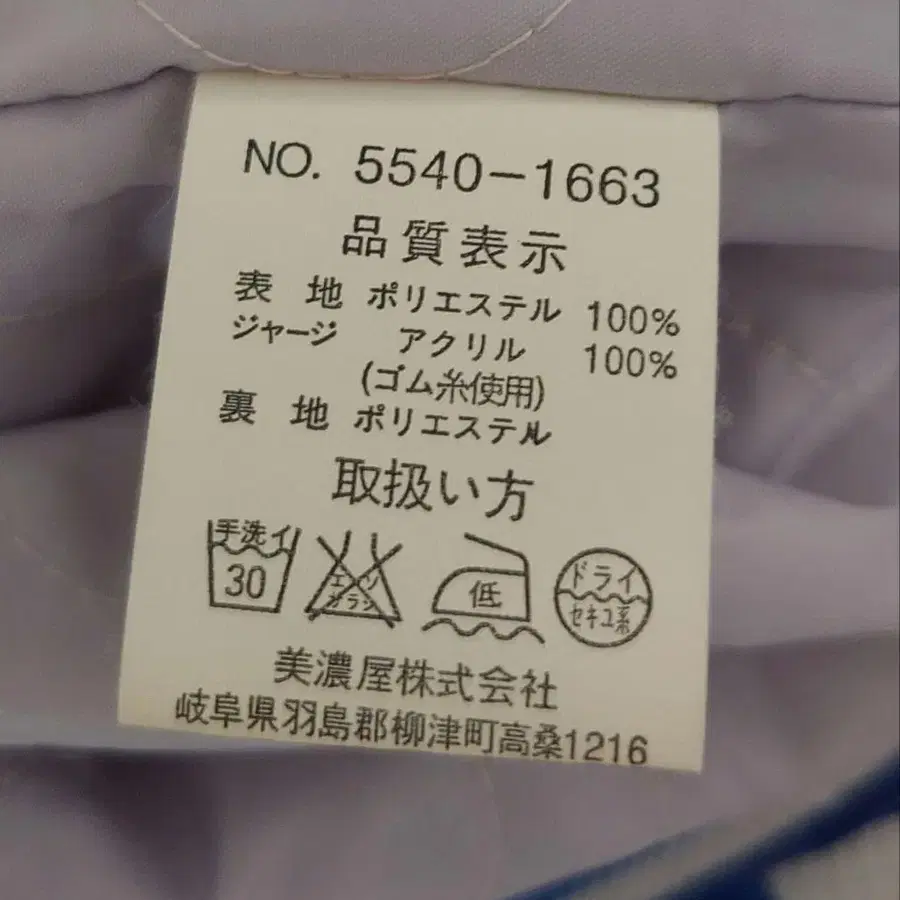 NO. 5540-1663
品質表示
表 地 ポリエステル 100%
ジャージ アクリル 100%
(ゴム糸使用)
裏 地 ポリエステル
取扱い方
手洗イ
30
エンソ
サラシ
低
ドライ
セキユ系
美濃屋株式会社
岐阜県羽島郡柳津町高桑1216